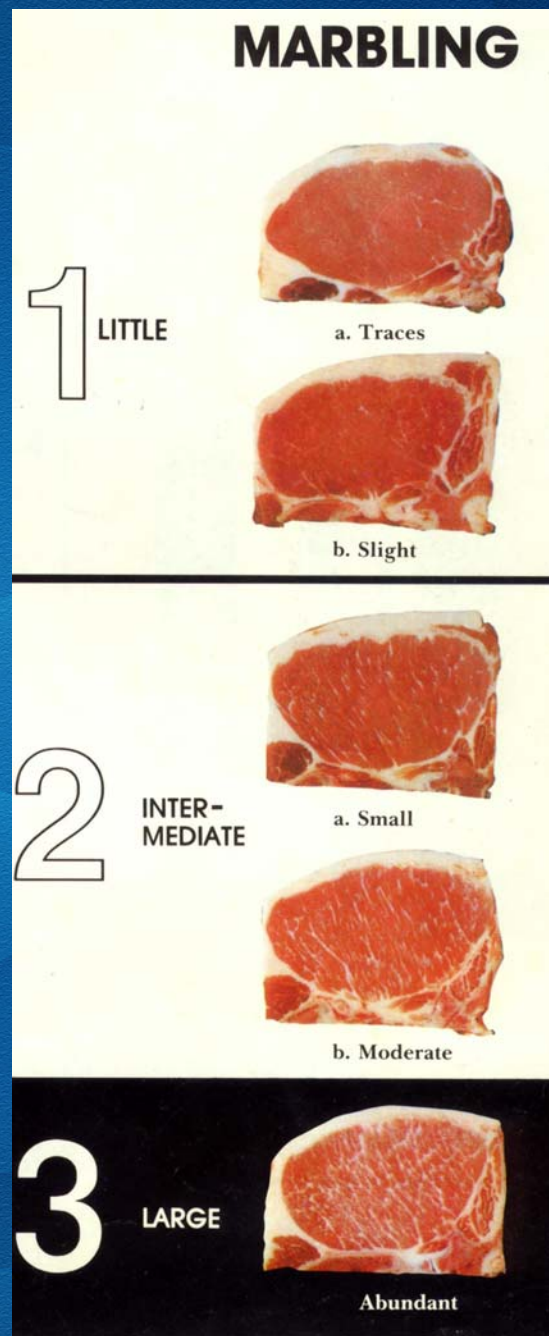 MARBLING
1 LITTLE
a. Traces
b. Slight
2 INTER-
MEDIATE
a. Small
b. Moderate
3 LARGE
Abundant